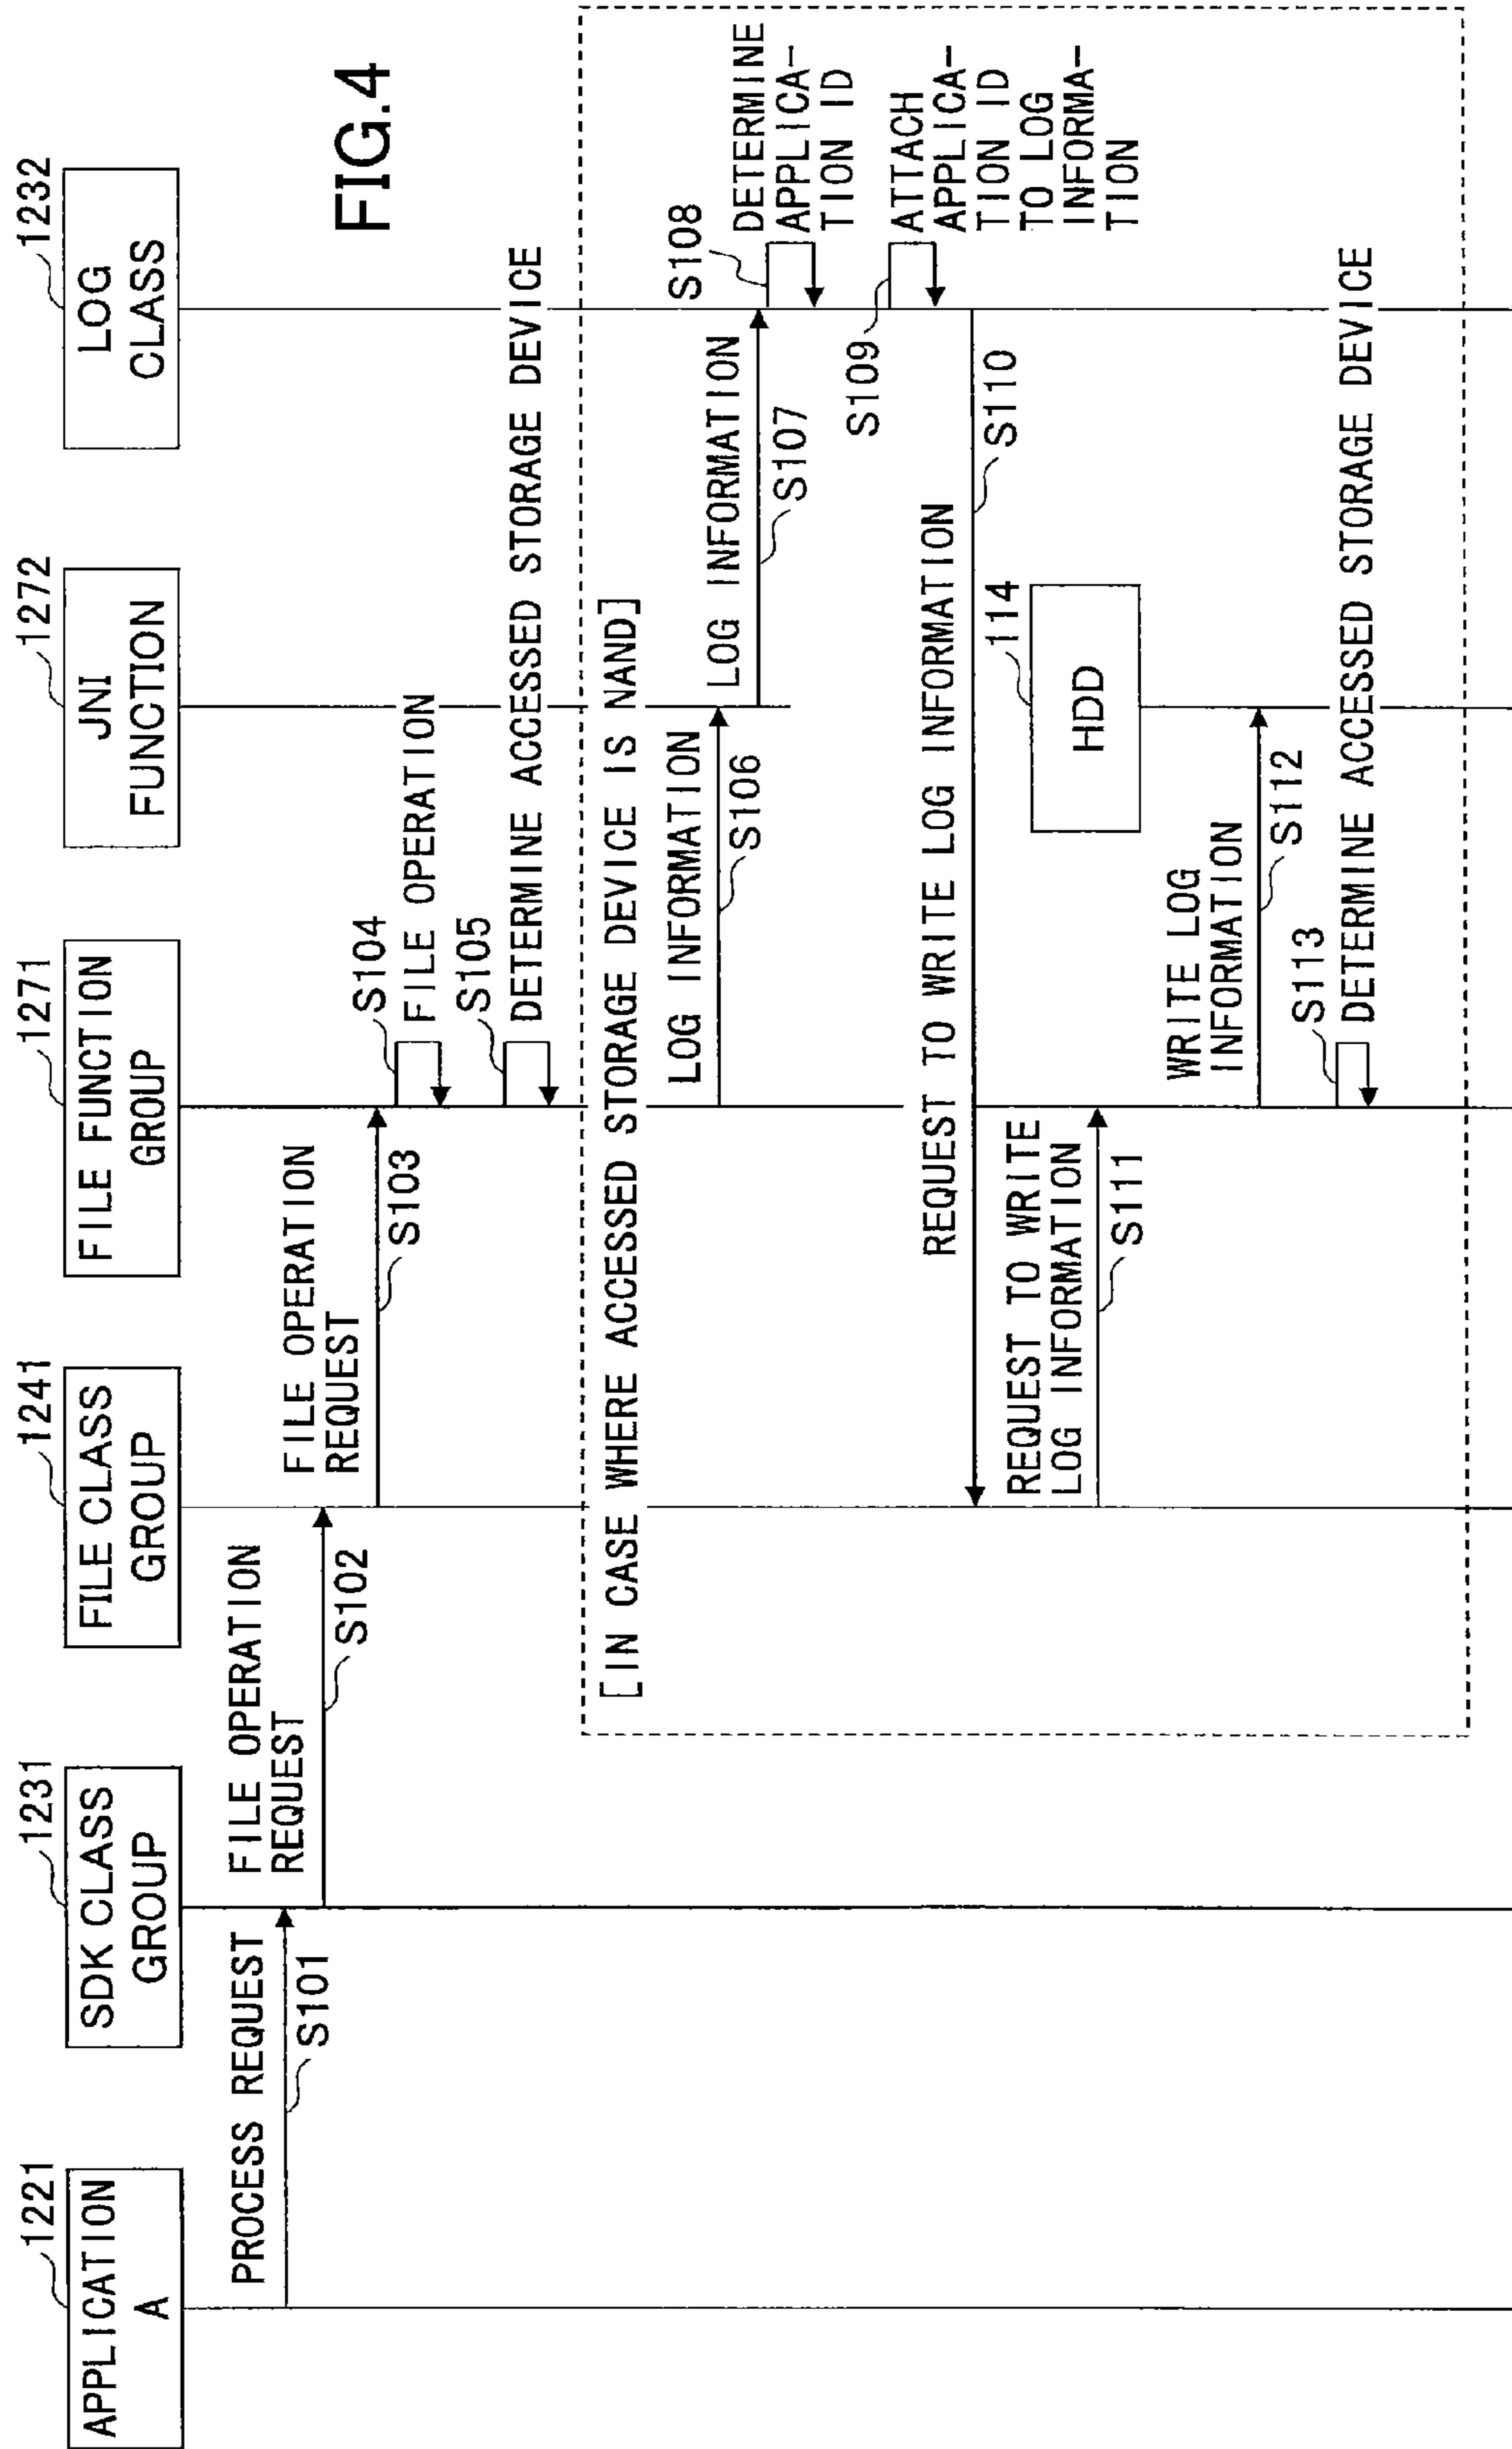 FIG.4
1221
APPLICATION
A
1231
SDK CLASS
GROUP
1241
FILE CLASS
GROUP
1271
FILE FUNCTION
GROUP
1272
JNI
FUNCTION
1232
LOG
CLASS
PROCESS REQUEST
S101
FILE OPERATION
REQUEST
S102
FILE OPERATION
REQUEST
S103
S104
FILE OPERATION
S105
DETERMINE ACCESSED STORAGE DEVICE
[IN CASE WHERE ACCESSED STORAGE DEVICE IS NAND]
LOG INFORMATION
S106
LOG INFORMATION
S107
S108
DETERMINE
APPLICA-
TION ID
S109
ATTACH
APPLICA-
TION ID
TO LOG
INFORMA-
TION
REQUEST TO WRITE LOG INFORMATION
S110
REQUEST TO WRITE
LOG INFORMATION
S111
114
HDD
WRITE LOG
INFORMATION
S112
S113
DETERMINE ACCESSED STORAGE DEVICE